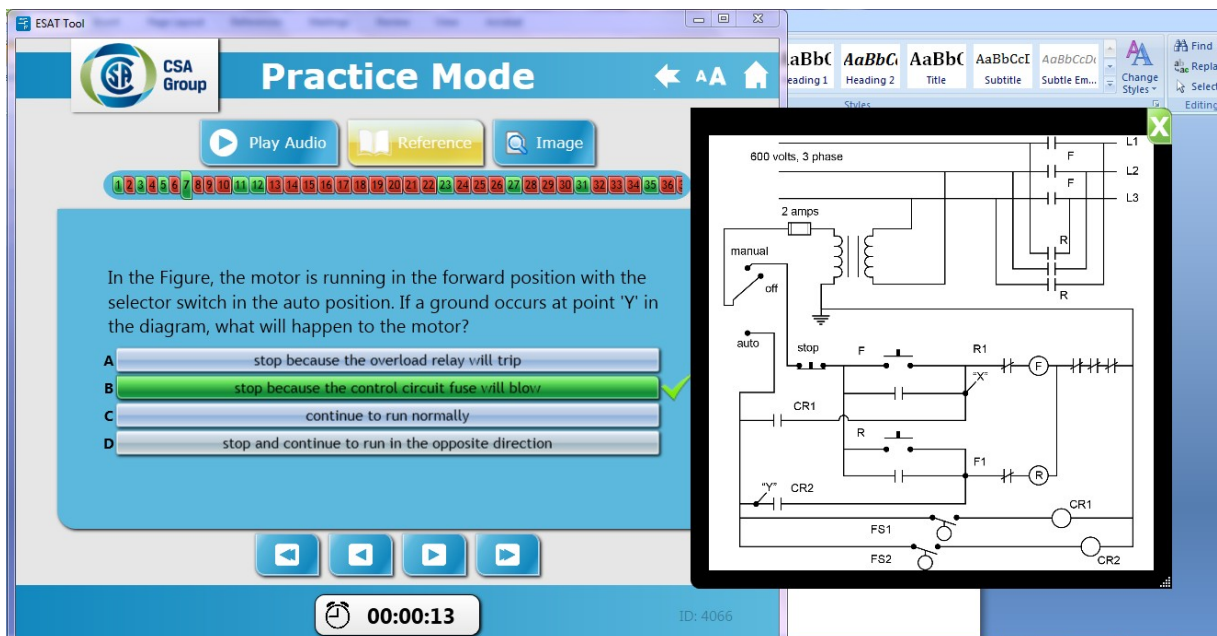 ESAT Tool
CSA
Group
Practice Mode
AA
Play Audio
Reference
Image
1 2 3 4 5 6 7 8 9 10 11 12 13 14 15 16 17 18 19 20 21 22 23 24 25 26 27 28 29 30 31 32 33 34 35 36
In the Figure, the motor is running in the forward position with the
selector switch in the auto position. If a ground occurs at point 'Y' in
the diagram, what will happen to the motor?
A stop because the overload relay will trip
B stop because the control circuit fuse will blow
C continue to run normally
D stop and continue to run in the opposite direction
00:00:13
ID: 4066
AaBbC AaBbC AaBbCcI AaBbCcDc
eading 1 Heading 2 Title Subtitle Subtle Em...
Change
Styles
Styles
Find
Repla
Select
Editing
X
600 volts, 3 phase
F
L1
F
L2
L3
2 amps
R
R
manual
off
auto
stop
F
R1
F
"X"
CR1
R
F1
R
"Y"
CR2
FS1
CR1
FS2
CR2